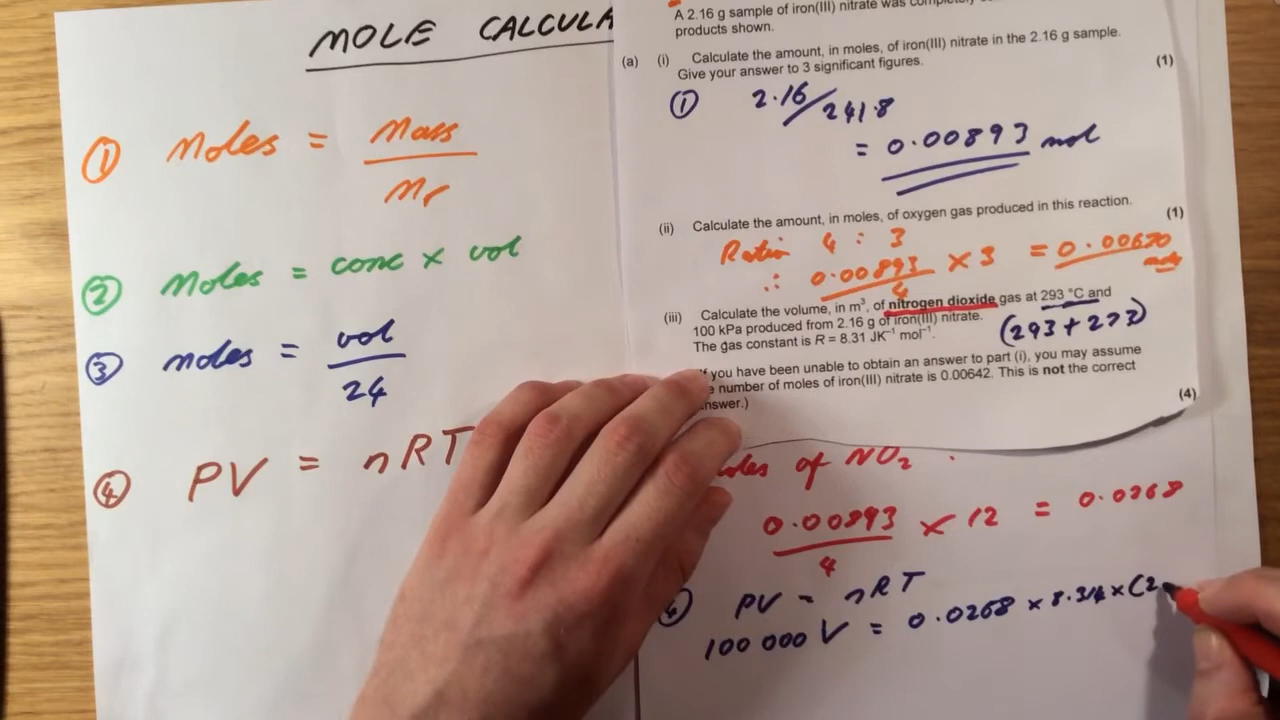 MOLE CALCULA
① Moles = Mass / Mr
② Moles = conc × vol
③ moles = vol / 24
④ PV = nRT
A 2.16 g sample of iron(III) nitrate was
products shown.
(a) (i) Calculate the amount, in moles, of iron(III) nitrate in the 2.16 g sample.
Give your answer to 3 significant figures.
(1)
① 2.16 / 241.8
= 0.00893 mol
(ii) Calculate the amount, in moles, of oxygen gas produced in this reaction.
(1)
Ratio 4 : 3
∴ 0.00893 / 4 × 3 = 0.00670 mol
(iii) Calculate the volume, in m³, of nitrogen dioxide gas at 293 °C and
100 kPa produced from 2.16 g of iron(III) nitrate.
The gas constant is R = 8.31 JK⁻¹ mol⁻¹.
(293 + 273)
If you have been unable to obtain an answer to part (i), you may assume
number of moles of iron(III) nitrate is 0.00642. This is not the correct
nswer.)
(4)
of NO₂
0.00893 / 4 × 12 = 0.0268
PV = nRT
100 000 V = 0.0268 × 8.314 × (2